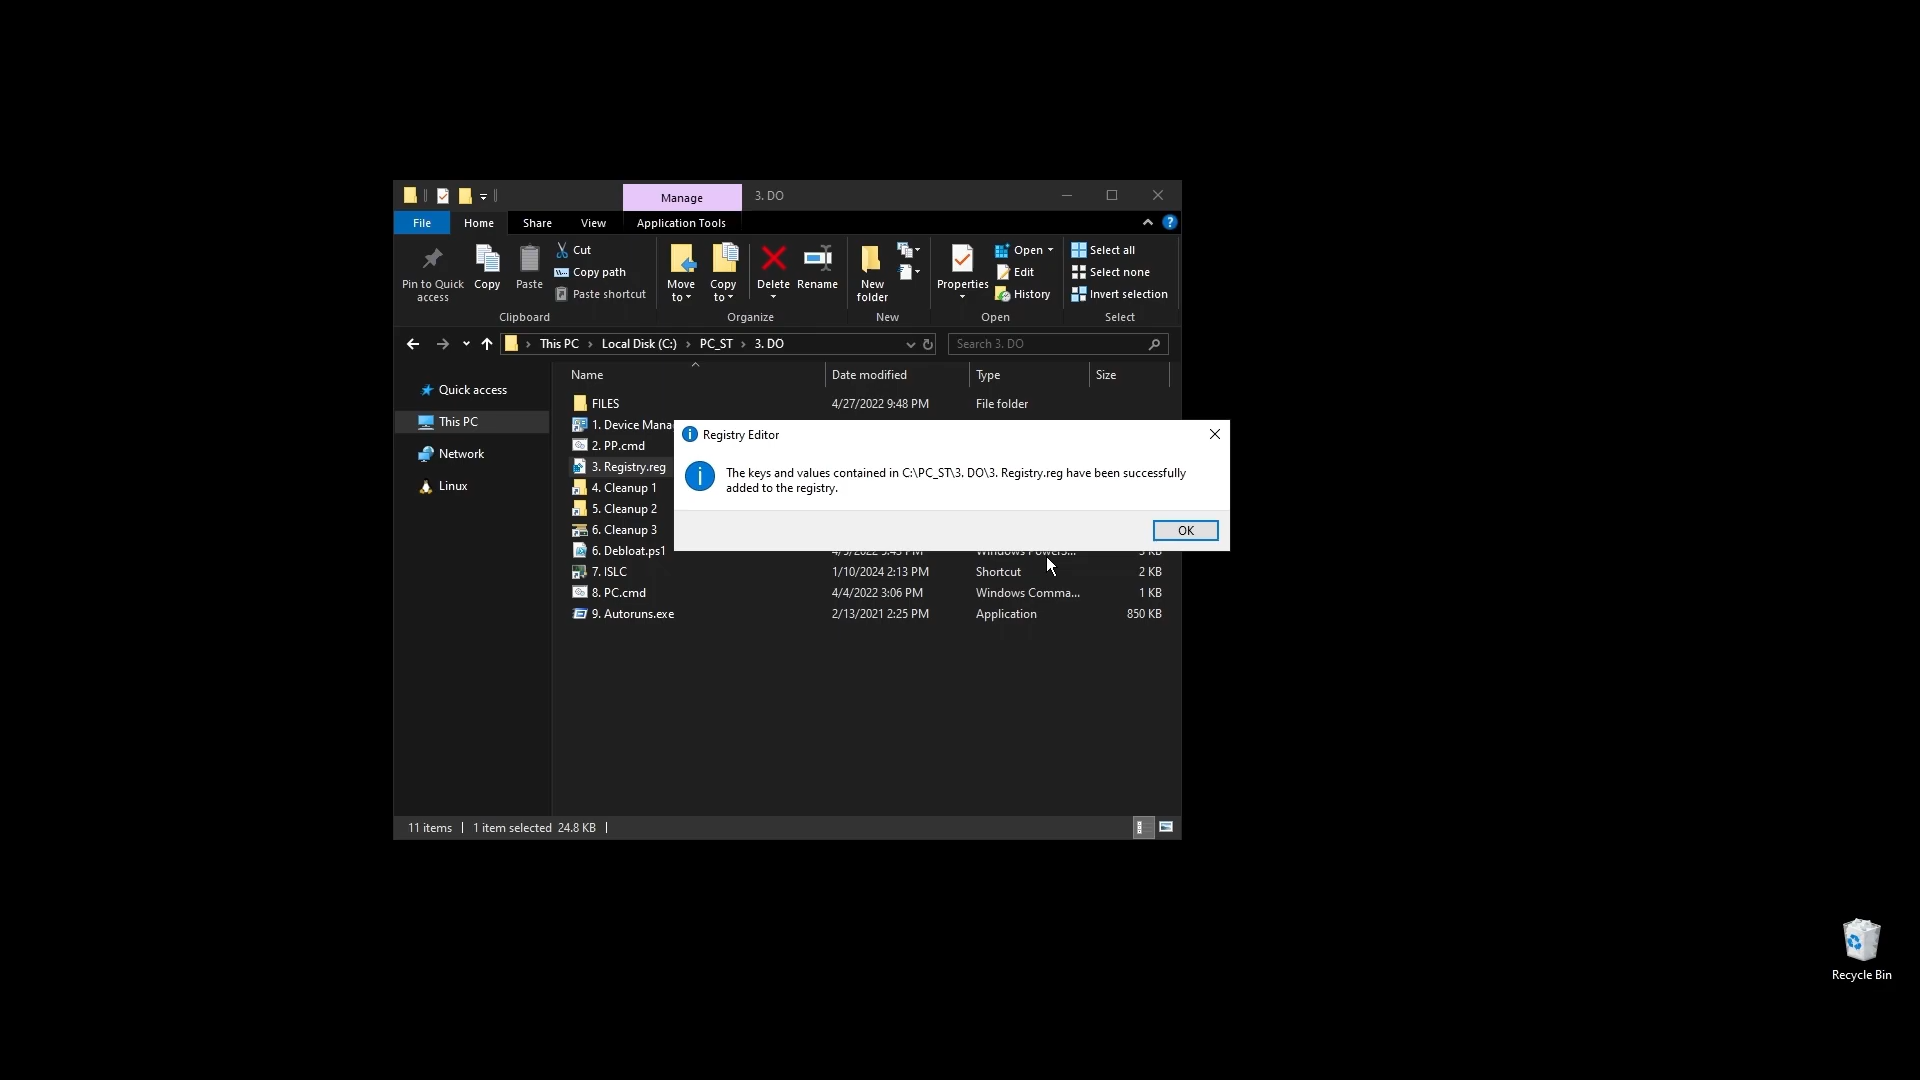 Manage
3. DO
File
Home
Share
View
Application Tools
Pin to Quick access
Copy
Paste
Cut
Copy path
Paste shortcut
Clipboard
Move to
Copy to
Delete
Rename
Organize
New folder
New
Properties
Open
Edit
History
Open
Select all
Select none
Invert selection
Select
This PC
Local Disk (C:)
PC_ST
3. DO
Search 3. DO
Quick access
This PC
Network
Linux
Name
Date modified
Type
Size
FILES 4/27/2022 9:48 PM File folder
1. Device Mana
2. PP.cmd
3. Registry.reg
4. Cleanup 1
5. Cleanup 2
6. Cleanup 3
6. Debloat.ps1
7. ISLC 1/10/2024 2:13 PM Shortcut 2 KB
8. PC.cmd 4/4/2022 3:06 PM Windows Comma... 1 KB
9. Autoruns.exe 2/13/2021 2:25 PM Application 850 KB
Registry Editor
The keys and values contained in C:\PC_ST\3. DO\3. Registry.reg have been successfully
added to the registry.
OK
11 items
1 item selected 24.8 KB
Recycle Bin